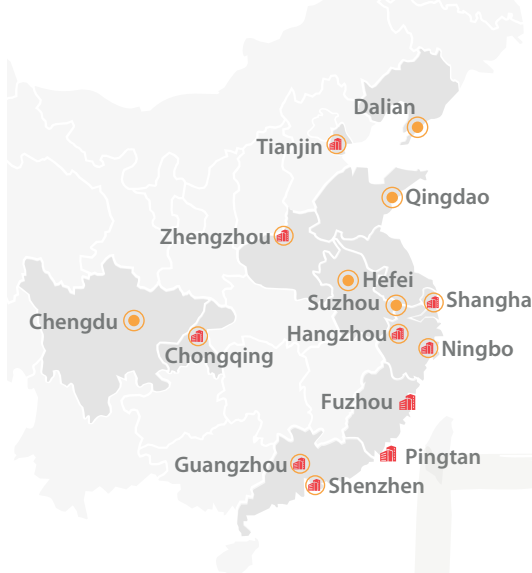 Dalian
Tianjin
Qingdao
Zhengzhou
Hefei
Suzhou
Shangha
Chengdu
Hangzhou
Chongqing
Ningbo
Fuzhou
Pingtan
Guangzhou
Shenzhen